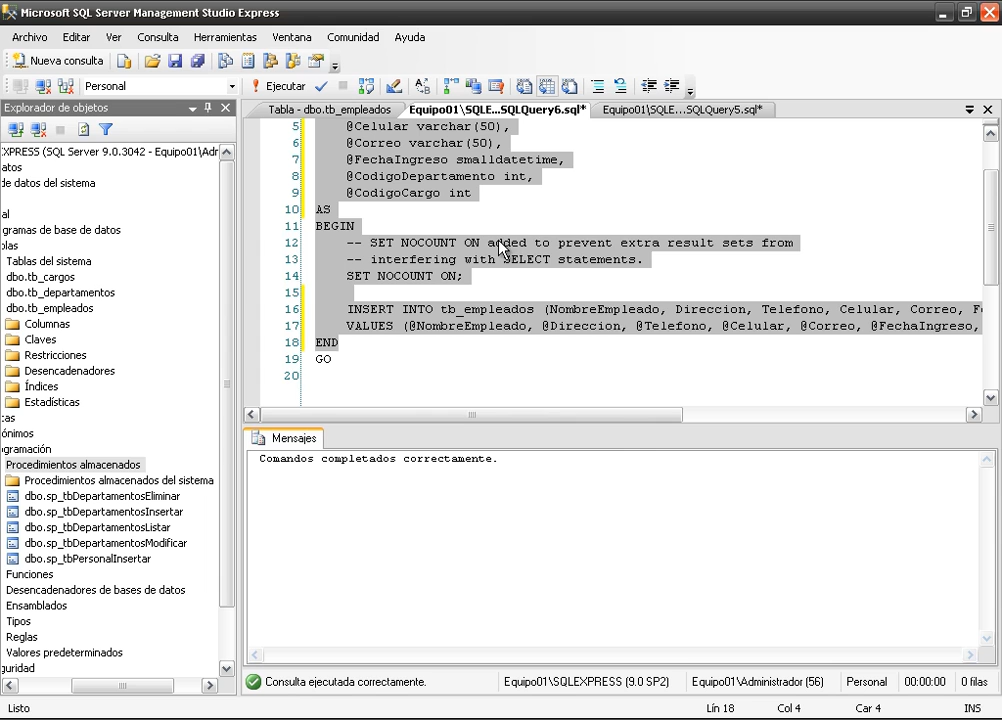 Microsoft SQL Server Management Studio Express
Archivo Editar Ver Consulta Herramientas Ventana Comunidad Ayuda
Nueva consulta
Personal Ejecutar
Explorador de objetos
Tabla - dbo.tb_empleados Equipo01\SQLE...SQLQuery6.sql* Equipo01\SQLE...SQLQuery5.sql*
XPRESS (SQL Server 9.0.3042 - Equipo01\Adr
atos
de datos del sistema
al
gramas de base de datos
las
Tablas del sistema
dbo.tb_cargos
dbo.tb_departamentos
dbo.tb_empleados
Columnas
Claves
Restricciones
Desencadenadores
Índices
Estadísticas
as
ónimos
gramación
Procedimientos almacenados
Procedimientos almacenados del sistema
dbo.sp_tbDepartamentosEliminar
dbo.sp_tbDepartamentosInsertar
dbo.sp_tbDepartamentosListar
dbo.sp_tbDepartamentosModificar
dbo.sp_tbPersonalInsertar
Funciones
Desencadenadores de bases de datos
Ensamblados
Tipos
Reglas
Valores predeterminados
guridad
5 @Celular varchar(50),
6 @Correo varchar(50),
7 @FechaIngreso smalldatetime,
8 @CodigoDepartamento int,
9 @CodigoCargo int
10 AS
11 BEGIN
12 -- SET NOCOUNT ON added to prevent extra result sets from
13 -- interfering with SELECT statements.
14 SET NOCOUNT ON;
15
16 INSERT INTO tb_empleados (NombreEmpleado, Direccion, Telefono, Celular, Correo, F
17 VALUES (@NombreEmpleado, @Direccion, @Telefono, @Celular, @Correo, @FechaIngreso,
18 END
19 GO
20
Mensajes
Comandos completados correctamente.
Consulta ejecutada correctamente. Equipo01\SQLEXPRESS (9.0 SP2) Equipo01\Administrador (56) Personal 00:00:00 0 filas
Listo Lín 18 Col 4 Car 4 INS